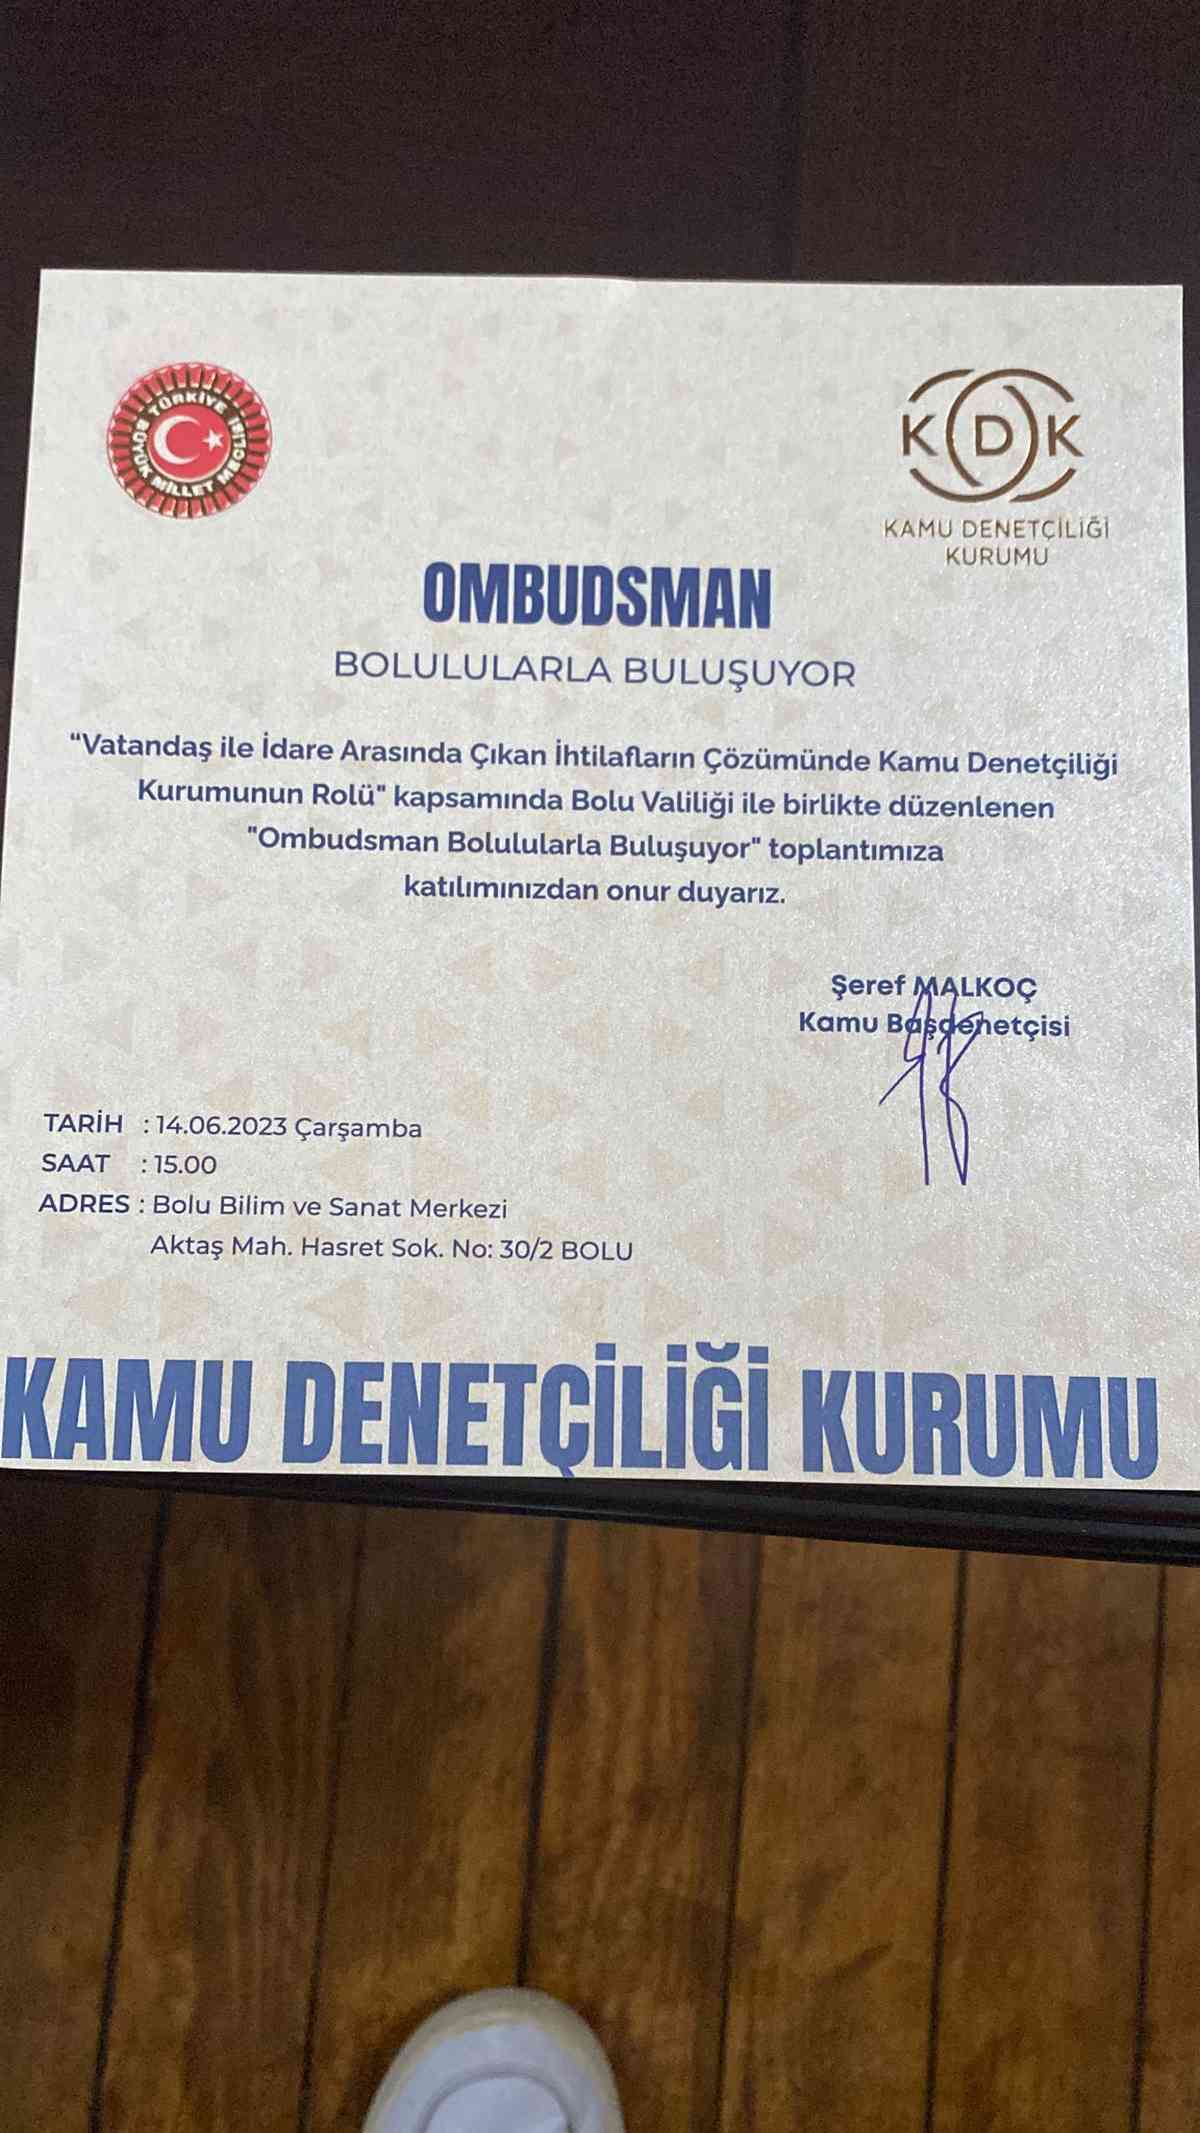 TÜRKİYE BÜYÜK MİLLET MECLİSİ
K D K
KAMU DENETÇİLİĞİ
KURUMU
OMBUDSMAN
BOLULULARLA BULUŞUYOR
“Vatandaş ile İdare Arasında Çıkan İhtilafların Çözümünde Kamu Denetçiliği
Kurumunun Rolü" kapsamında Bolu Valiliği ile birlikte düzenlenen
"Ombudsman Bolulularla Buluşuyor" toplantımıza
katılımınızdan onur duyarız.
Şeref MALKOÇ
Kamu Başdenetçisi
TARİH : 14.06.2023 Çarşamba
SAAT : 15.00
ADRES : Bolu Bilim ve Sanat Merkezi
Aktaş Mah. Hasret Sok. No: 30/2 BOLU
KAMU DENETÇİLİĞİ KURUMU